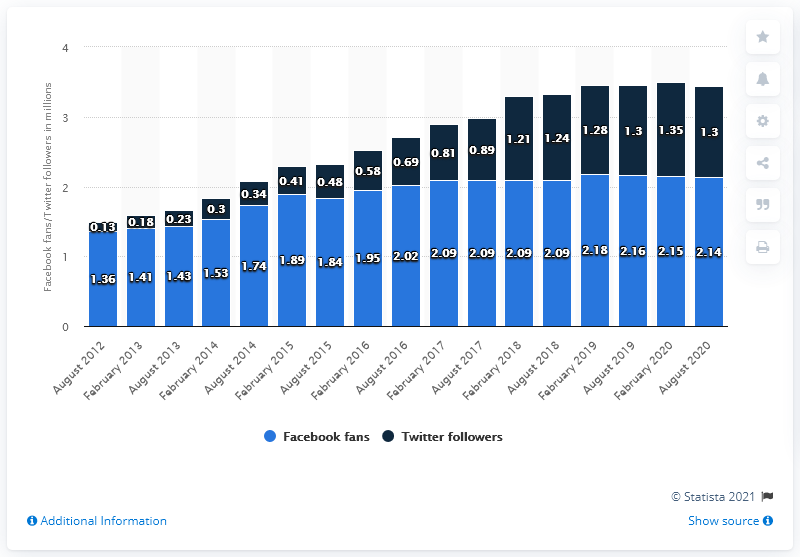 4
3
2
1
0
Facebook fans/Twitter followers in millions
0.13 0.18 0.23 0.3 0.34 0.41 0.48 0.58 0.69 0.81 0.89 1.21 1.24 1.28 1.3 1.35 1.3
1.36 1.41 1.43 1.53 1.74 1.89 1.84 1.95 2.02 2.09 2.09 2.09 2.09 2.18 2.16 2.15 2.14
August 2012
February 2013
August 2013
February 2014
August 2014
February 2015
August 2015
February 2016
August 2016
February 2017
August 2017
February 2018
August 2018
February 2019
August 2019
February 2020
August 2020
Facebook fans Twitter followers
© Statista 2021
Additional Information Show source